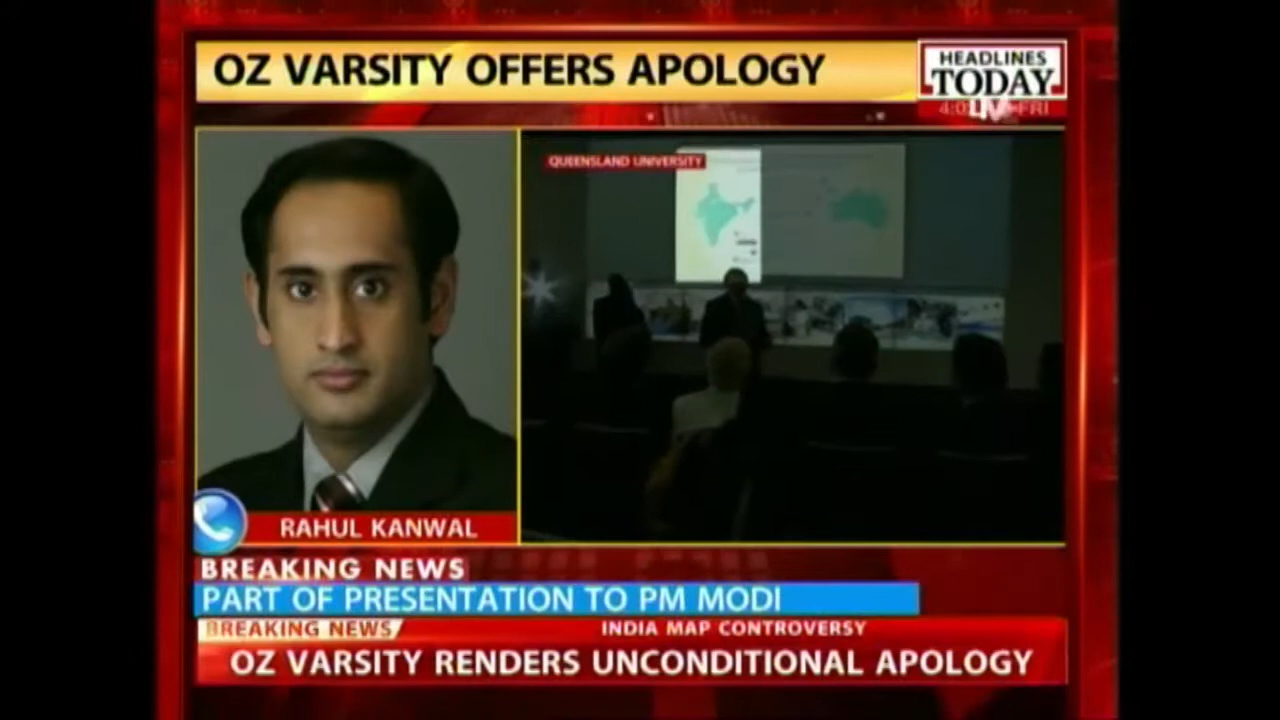 OZ VARSITY OFFERS APOLOGY
HEADLINES
TODAY
QUEENSLAND UNIVERSITY
RAHUL KANWAL
BREAKING NEWS
PART OF PRESENTATION TO PM MODI
BREAKING NEWS
INDIA MAP CONTROVERSY
OZ VARSITY RENDERS UNCONDITIONAL APOLOGY